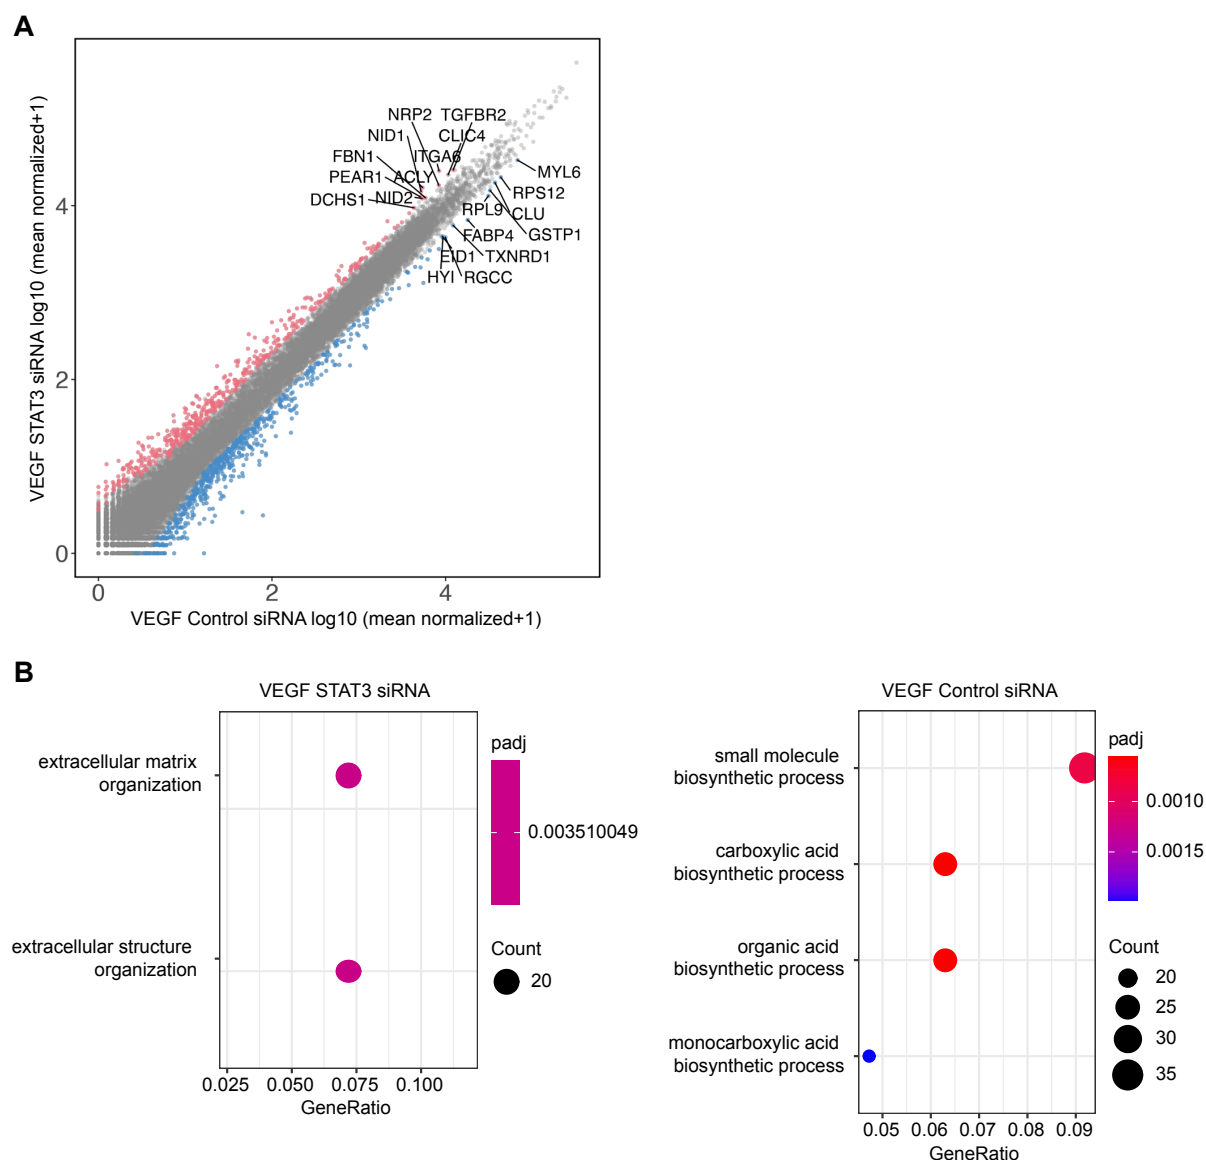 A
VEGF STAT3 siRNA log10 (mean normalized+1)
4
2
0
NRP2 TGFBR2
NID1 CLIC4
FBN1 ITGA6
PEAR1 ACLY
DCHS1 NID2
MYL6
RPS12
RPL9 CLU
GSTP1
FABP4
EID1 TXNRD1
HYI RGCC
0 2 4
VEGF Control siRNA log10 (mean normalized+1)
B
VEGF STAT3 siRNA
extracellular matrix
organization
extracellular structure
organization
0.025 0.050 0.075 0.100
GeneRatio
padj
0.003510049
Count
20
VEGF Control siRNA
small molecule
biosynthetic process
carboxylic acid
biosynthetic process
organic acid
biosynthetic process
monocarboxylic acid
biosynthetic process
0.05 0.06 0.07 0.08 0.09
GeneRatio
padj
0.0010
0.0015
Count
20
25
30
35